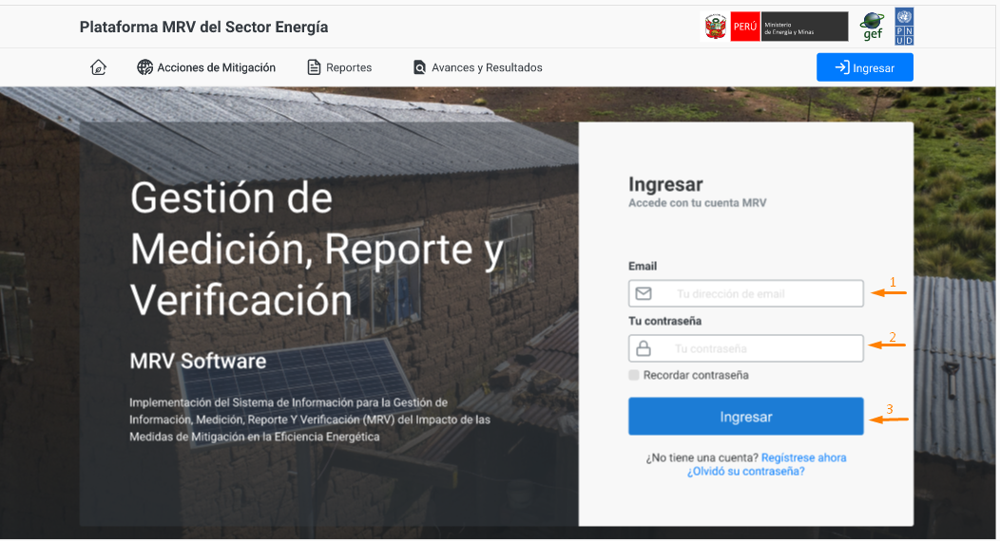 Plataforma MRV del Sector Energía
PERÚ
Ministerio
de Energía y Minas
gef
P N
U D
Acciones de Mitigación
Reportes
Avances y Resultados
Ingresar
Gestión de
Medición, Reporte y
Verificación
MRV Software
Implementación del Sistema de Información para la Gestión de
Información, Medición, Reporte Y Verificación (MRV) del Impacto de las
Medidas de Mitigación en la Eficiencia Energética
Ingresar
Accede con tu cuenta MRV
Email
Tu dirección de email
1
Tu contraseña
Tu contraseña
2
Recordar contraseña
Ingresar
3
¿No tiene una cuenta? Regístrese ahora
¿Olvidó su contraseña?